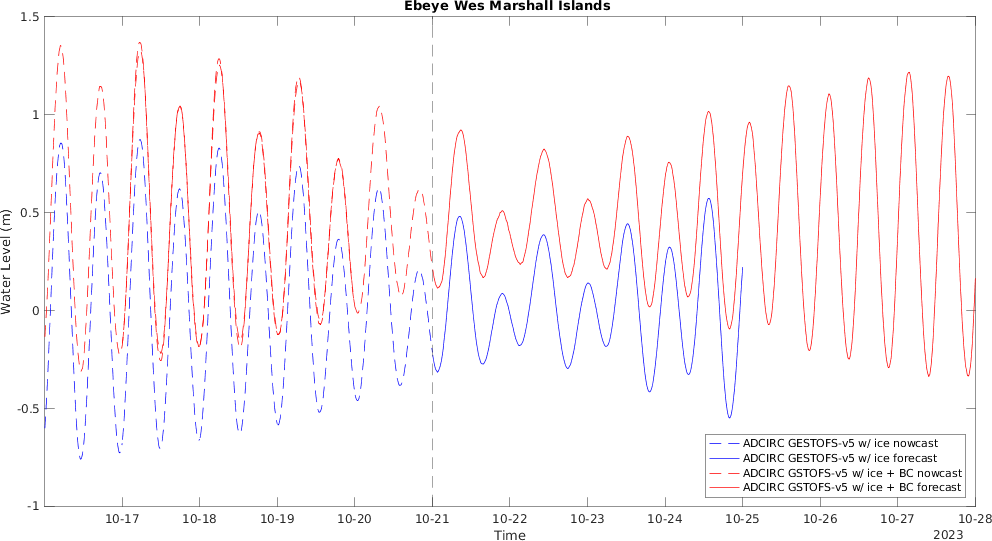 Ebeye Wes Marshall Islands
1.5
1
0.5
0
-0.5
-1
Water Level (m)
10-17 10-18 10-19 10-20 10-21 10-22 10-23 10-24 10-25 10-26 10-27 10-28
Time
2023
ADCIRC GESTOFS-v5 w/ ice nowcast
ADCIRC GESTOFS-v5 w/ ice forecast
ADCIRC GSTOFS-v5 w/ ice + BC nowcast
ADCIRC GSTOFS-v5 w/ ice + BC forecast